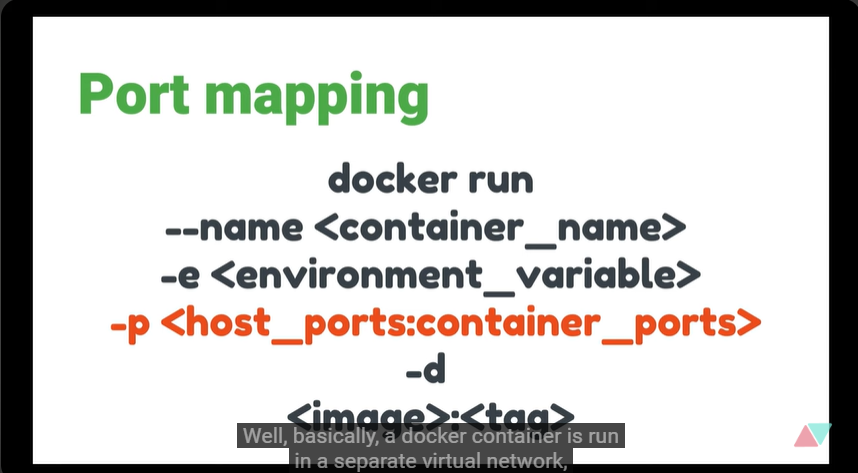 Port mapping
docker run
--name <container_name>
-e <environment_variable>
-p <host_ports:container_ports>
-d
<image>:<tag>
Well, basically, a docker container is run
in a separate virtual network,